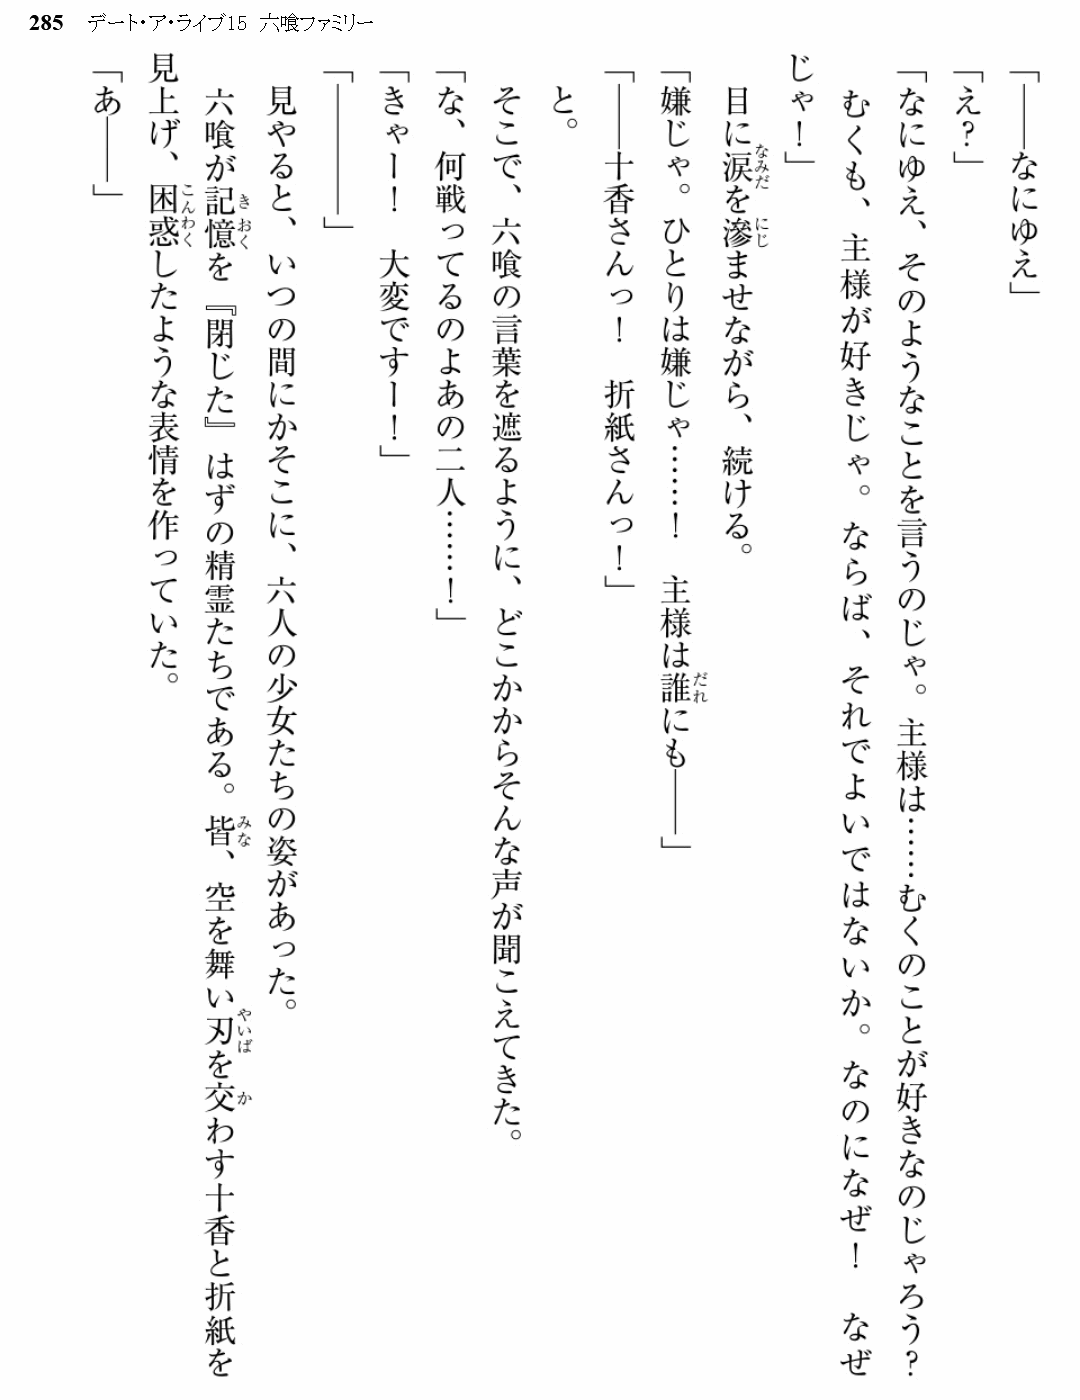 285 デート・ア・ライブ15 六喰ファミリー
「――なにゆえ」
「え？」
「なにゆえ、そのようなことを言うのじゃ。主様は……むくのことが好きなのじゃろう？
むくも、主様が好きじゃ。ならば、それでよいではないか。なのになぜ！　なぜ
じゃ！」
目に涙を滲ませながら、続ける。
「嫌じゃ。ひとりは嫌じゃ……！　主様は誰にも――」
「――十香さんっ！　折紙さんっ！」
と。
そこで、六喰の言葉を遮るように、どこかからそんな声が聞こえてきた。
「な、何戦ってるのよあの二人……！」
「きゃー！　大変ですー！」
「――――」
見やると、いつの間にかそこに、六人の少女たちの姿があった。
六喰が記憶を『閉じた』はずの精霊たちである。皆、空を舞い刃を交わす十香と折紙を
見上げ、困惑したような表情を作っていた。
「あ――」